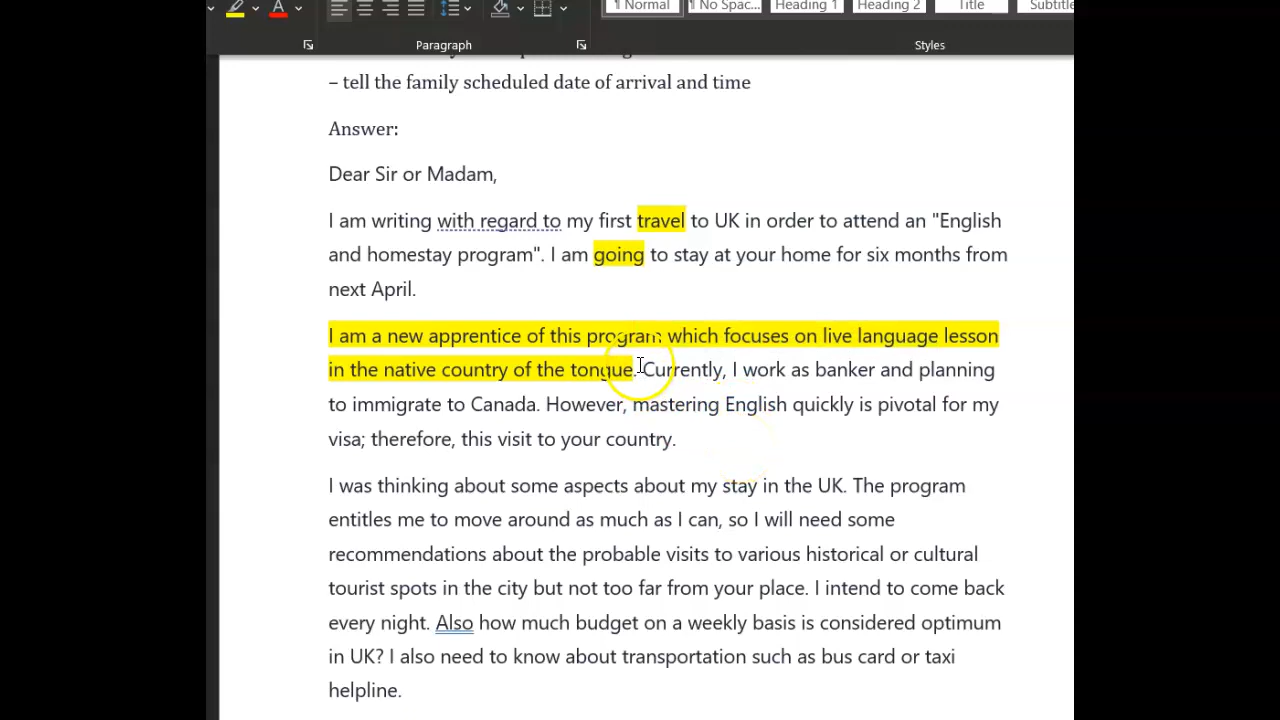 ¶ Normal ¶ No Spac... Heading 1 Heading 2 Title Subtitle
Paragraph Styles
– tell the family scheduled date of arrival and time
Answer:
Dear Sir or Madam,
I am writing with regard to my first travel to UK in order to attend an "English
and homestay program". I am going to stay at your home for six months from
next April.
I am a new apprentice of this program which focuses on live language lesson
in the native country of the tongue. Currently, I work as banker and planning
to immigrate to Canada. However, mastering English quickly is pivotal for my
visa; therefore, this visit to your country.
I was thinking about some aspects about my stay in the UK. The program
entitles me to move around as much as I can, so I will need some
recommendations about the probable visits to various historical or cultural
tourist spots in the city but not too far from your place. I intend to come back
every night. Also how much budget on a weekly basis is considered optimum
in UK? I also need to know about transportation such as bus card or taxi
helpline.